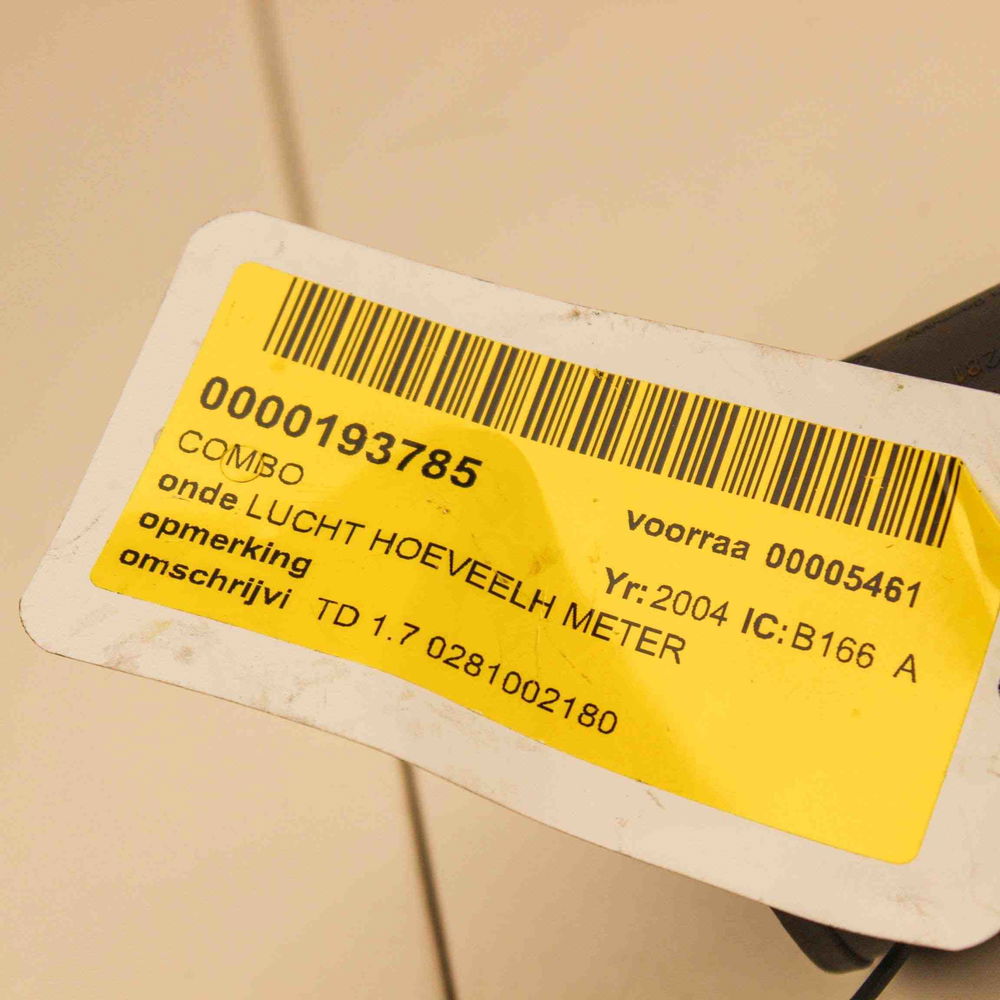 0000193785
COMBO
voorraa 00005461
onde LUCHT HOEVEELH METER
Yr: 2004 IC: B166 A
opmerking
omschrijvi TD 1.7 0281002180